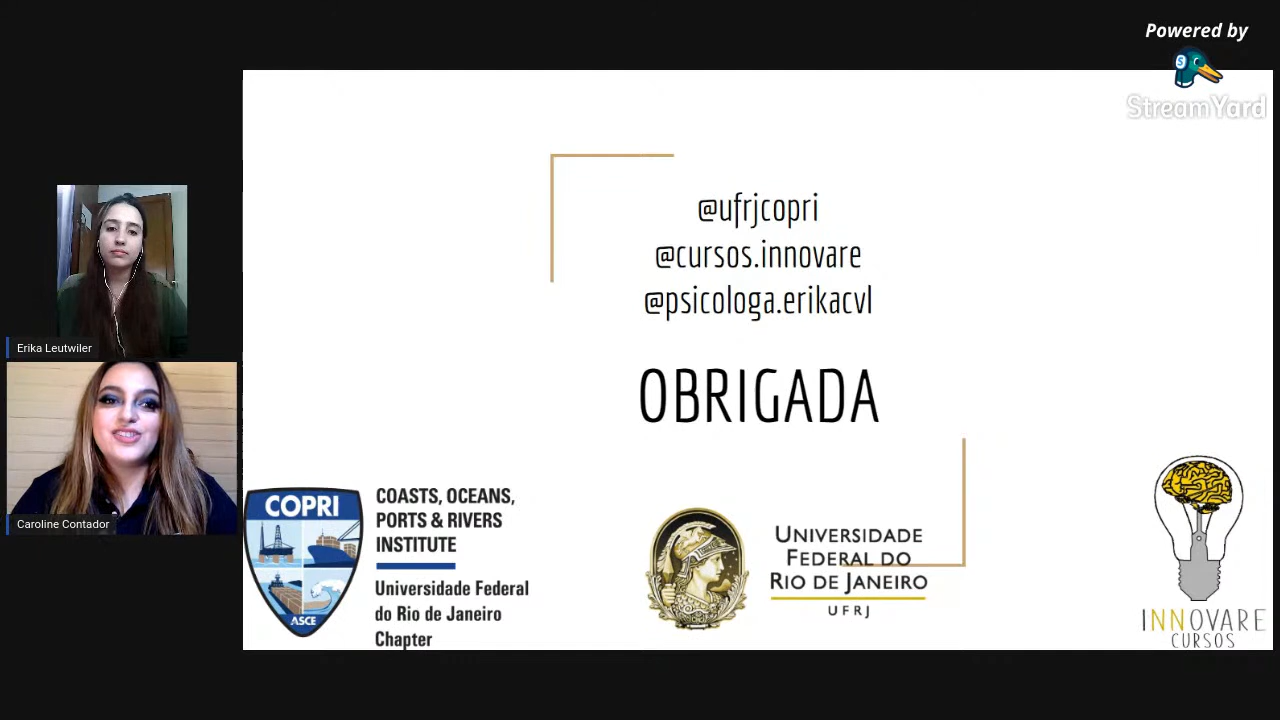 Powered by
StreamYard
@ufrjcopri
@cursos.innovare
@psicologa.erikacvl
OBRIGADA
Erika Leutwiler
Caroline Contador
COPRI
ASCE
COASTS, OCEANS,
PORTS & RIVERS
INSTITUTE
Universidade Federal
do Rio de Janeiro
Chapter
UNIVERSIDADE
FEDERAL DO
RIO DE JANEIRO
UFRJ
INNOVARE
CURSOS